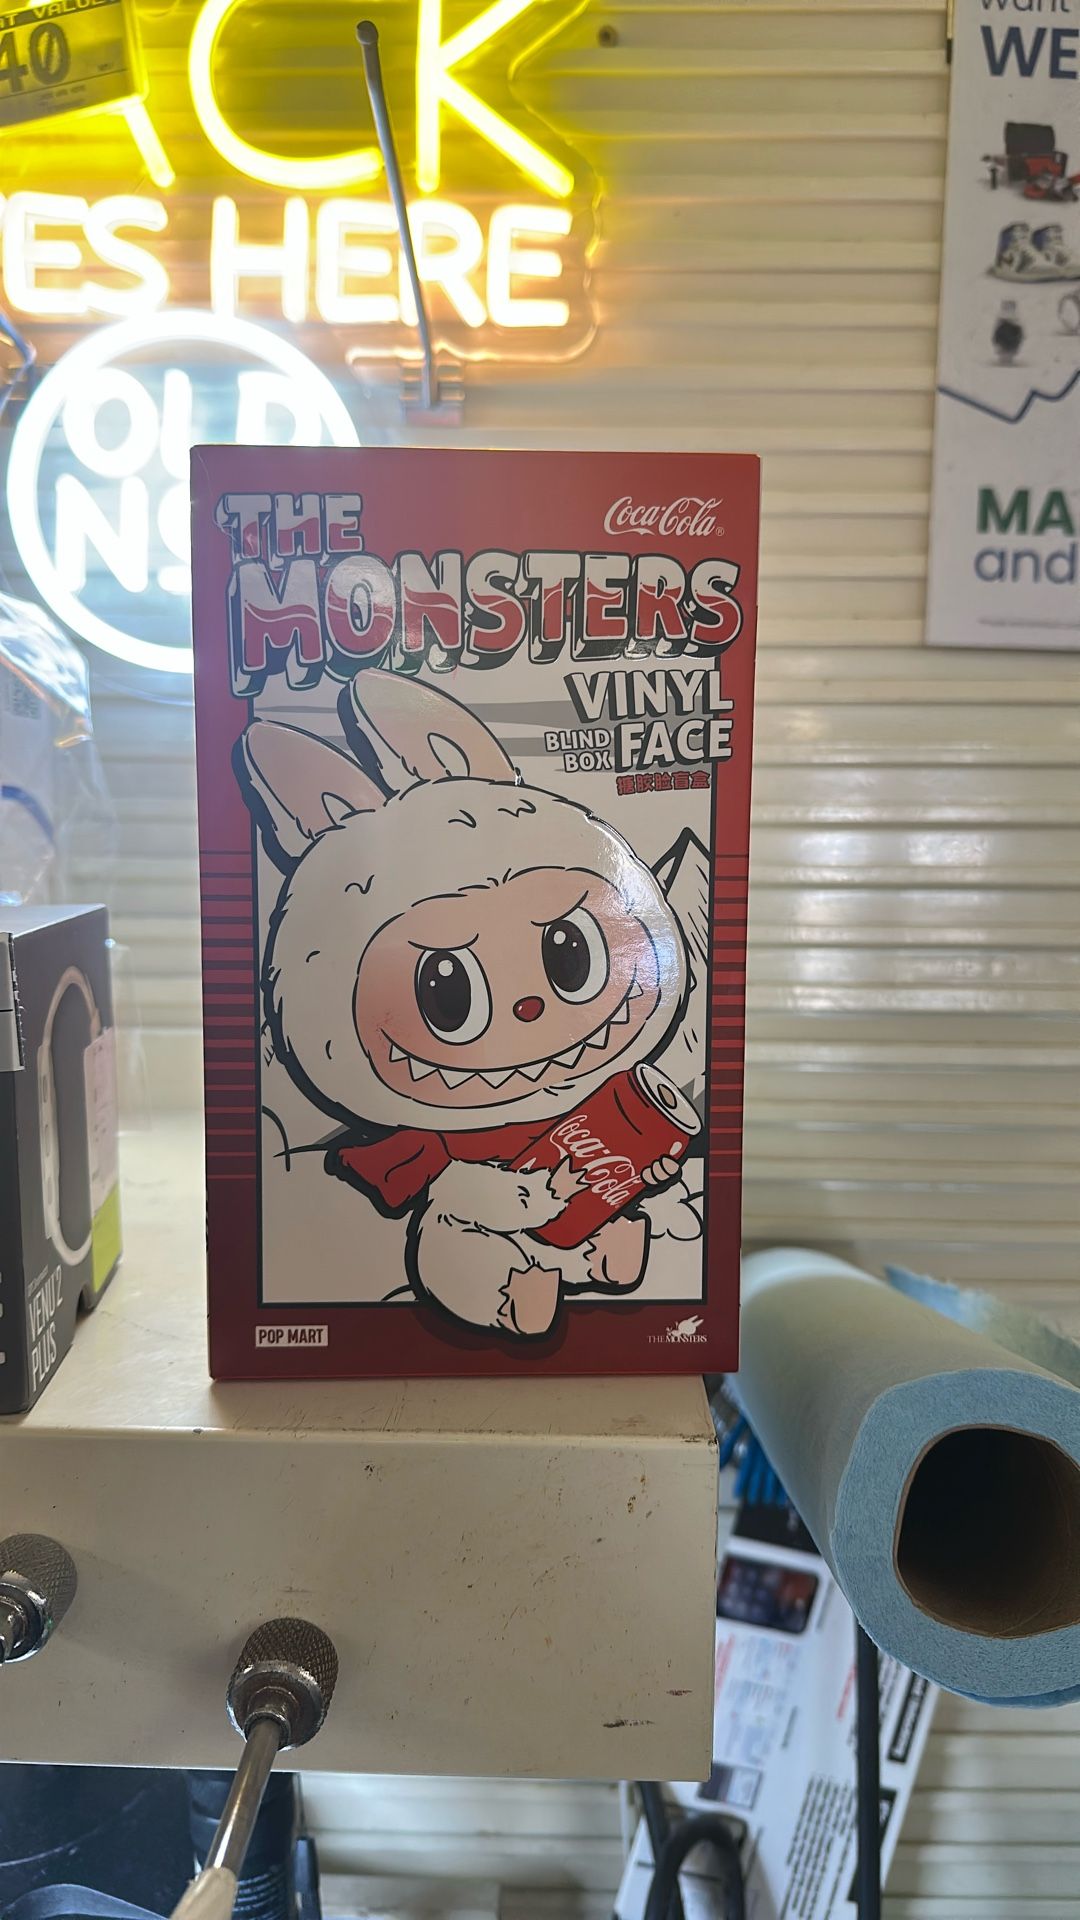 40
CK
HERE
OLD
THE
MONSTERS
Coca-Cola®
VINYL
FACE
BLIND
BOX
搪胶脸盲盒
Coca-Cola
POP MART
THE MONSTERS
VENU 2
PLUS
WE
MA
and